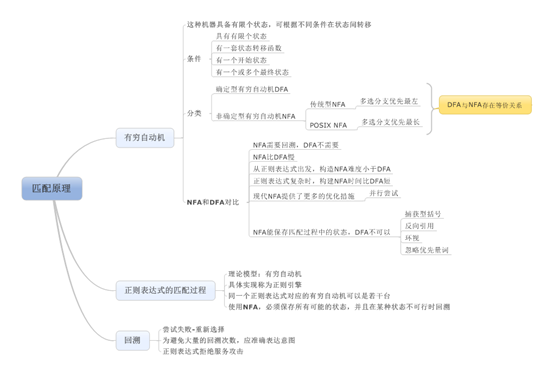 匹配原理
有穷自动机
这种机器具备有限个状态，可根据不同条件在状态间转移
条件
具有有限个状态
有一套状态转移函数
有一个开始状态
有一个或多个最终状态
分类
确定型有穷自动机DFA
非确定型有穷自动机NFA
传统型NFA
多选分支优先最左
POSIX NFA
多选分支优先最长
DFA与NFA存在等价关系
NFA和DFA对比
NFA需要回溯，DFA不需要
NFA比DFA慢
从正则表达式出发，构造NFA难度小于DFA
正则表达式复杂时，构建NFA时间比DFA短
现代NFA提供了更多的优化措施
并行尝试
NFA能保存匹配过程中的状态，DFA不可以
捕获型括号
反向引用
环视
忽略优先量词
正则表达式的匹配过程
理论模型：有穷自动机
具体实现称为正则引擎
同一个正则表达式对应的有穷自动机可以是若干台
使用NFA，必须保存所有可能的状态，并且在某种状态不可行时回溯
回溯
尝试失败-重新选择
为避免大量的回溯次数，应准确表达意图
正则表达式拒绝服务攻击